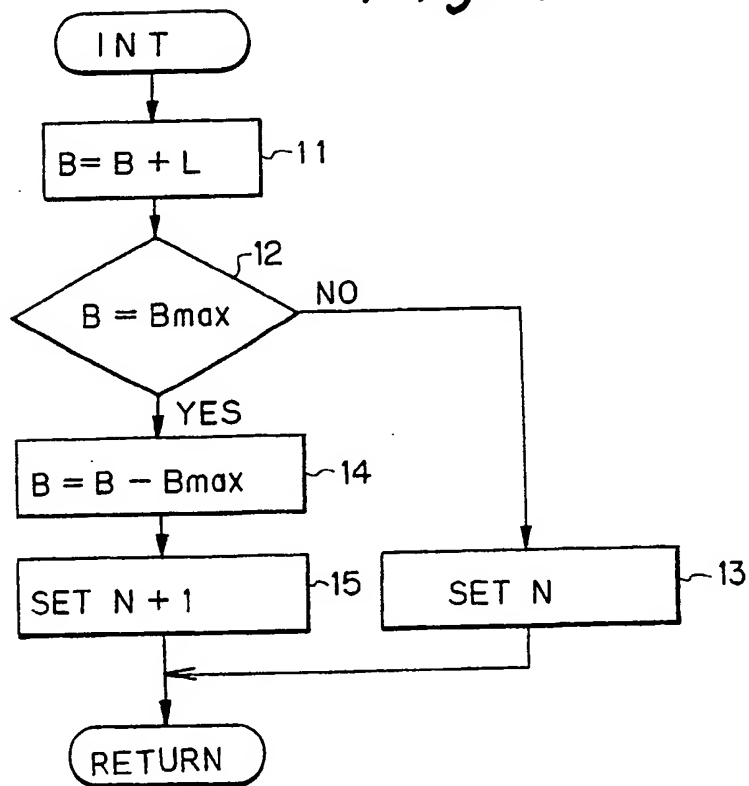 INT
B = B + L
11
12
B = Bmax
NO
YES
B = B - Bmax
14
SET N + 1
15
SET N
13
RETURN